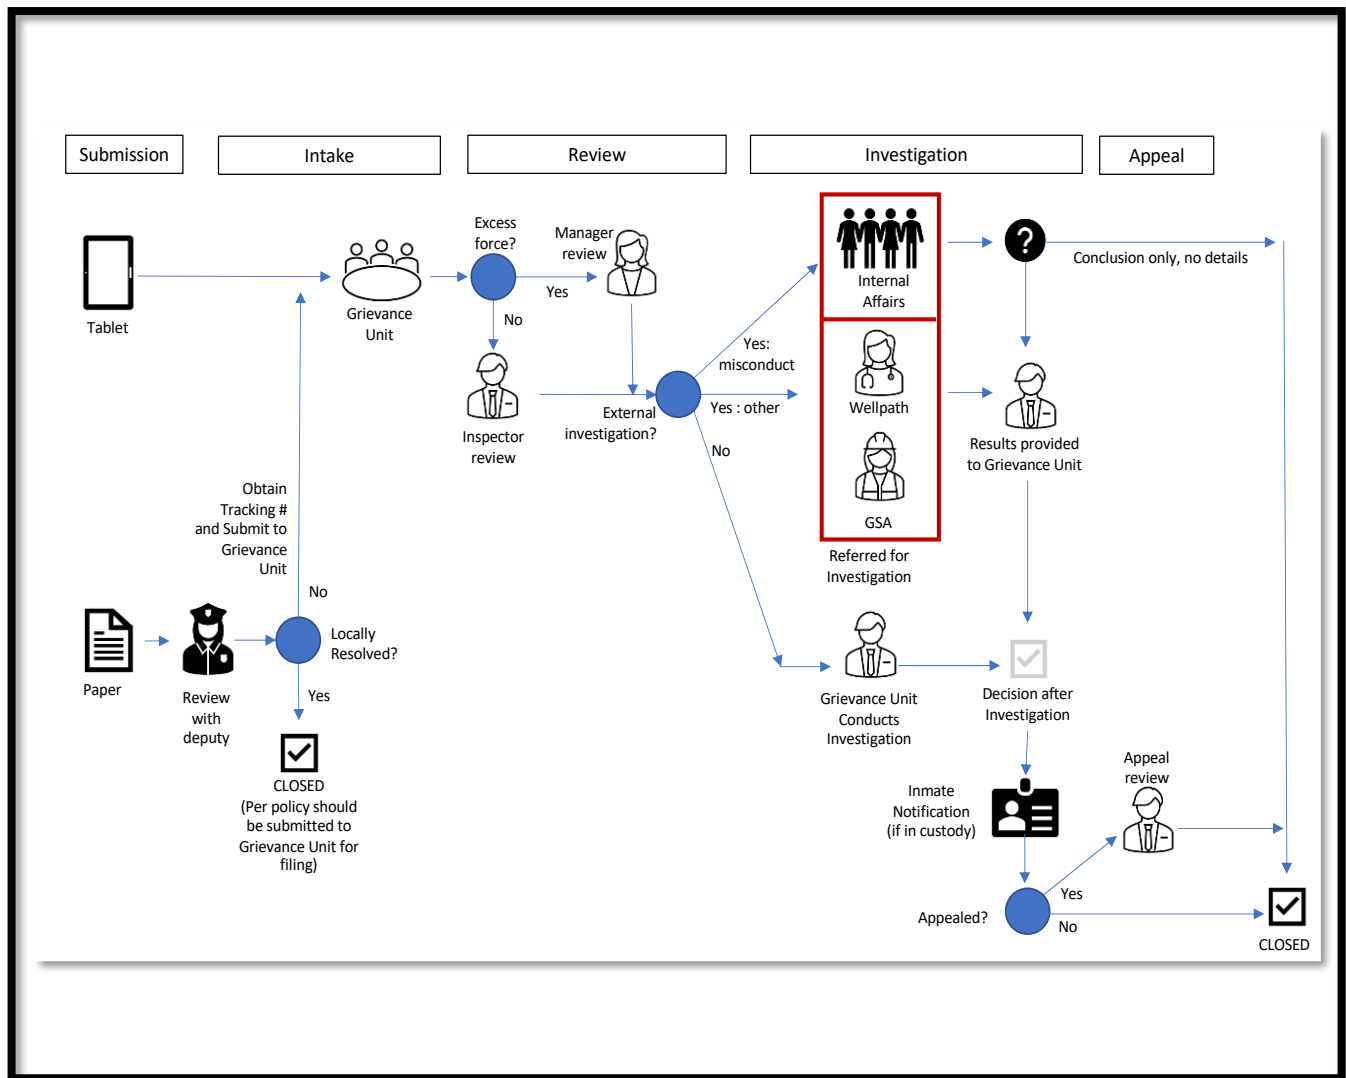 Submission
Intake
Review
Investigation
Appeal
Tablet
Grievance
Unit
Excess
force?
Yes
No
Manager
review
Inspector
review
External
investigation?
Yes:
misconduct
Yes : other
No
Internal
Affairs
Wellpath
GSA
Referred for
Investigation
?
Conclusion only, no details
Results provided
to Grievance Unit
Obtain
Tracking #
and Submit to
Grievance
Unit
No
Paper
Review
with
deputy
Locally
Resolved?
Yes
CLOSED
(Per policy should
be submitted to
Grievance Unit for
filing)
Grievance Unit
Conducts
Investigation
Decision after
Investigation
Inmate
Notification
(if in custody)
Appeal
review
Appealed?
Yes
No
CLOSED